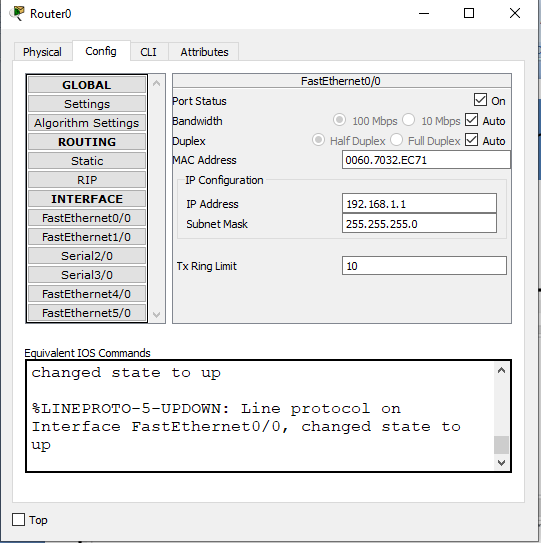 Router0
Physical
Config
CLI
Attributes
GLOBAL
Settings
Algorithm Settings
ROUTING
Static
RIP
INTERFACE
FastEthernet0/0
FastEthernet1/0
Serial2/0
Serial3/0
FastEthernet4/0
FastEthernet5/0
FastEthernet0/0
Port Status
On
Bandwidth
100 Mbps
10 Mbps
Auto
Duplex
Half Duplex
Full Duplex
Auto
MAC Address
0060.7032.EC71
IP Configuration
IP Address
192.168.1.1
Subnet Mask
255.255.255.0
Tx Ring Limit
10
Equivalent IOS Commands
changed state to up
%LINEPROTO-5-UPDOWN: Line protocol on
Interface FastEthernet0/0, changed state to
up
Top